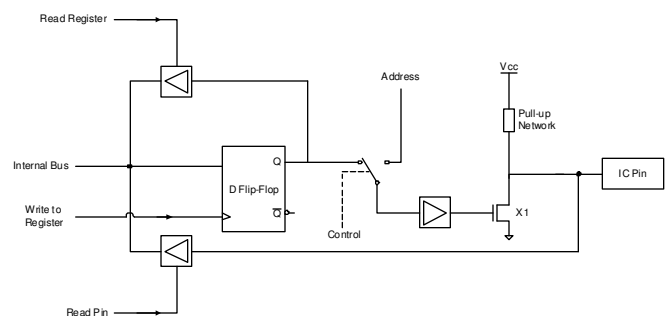 Read Register
Address
Vcc
Pull-up
Network
Internal Bus
Q
D Flip-Flop
IC Pin
Write to
Register
Q
X1
Control
Read Pin